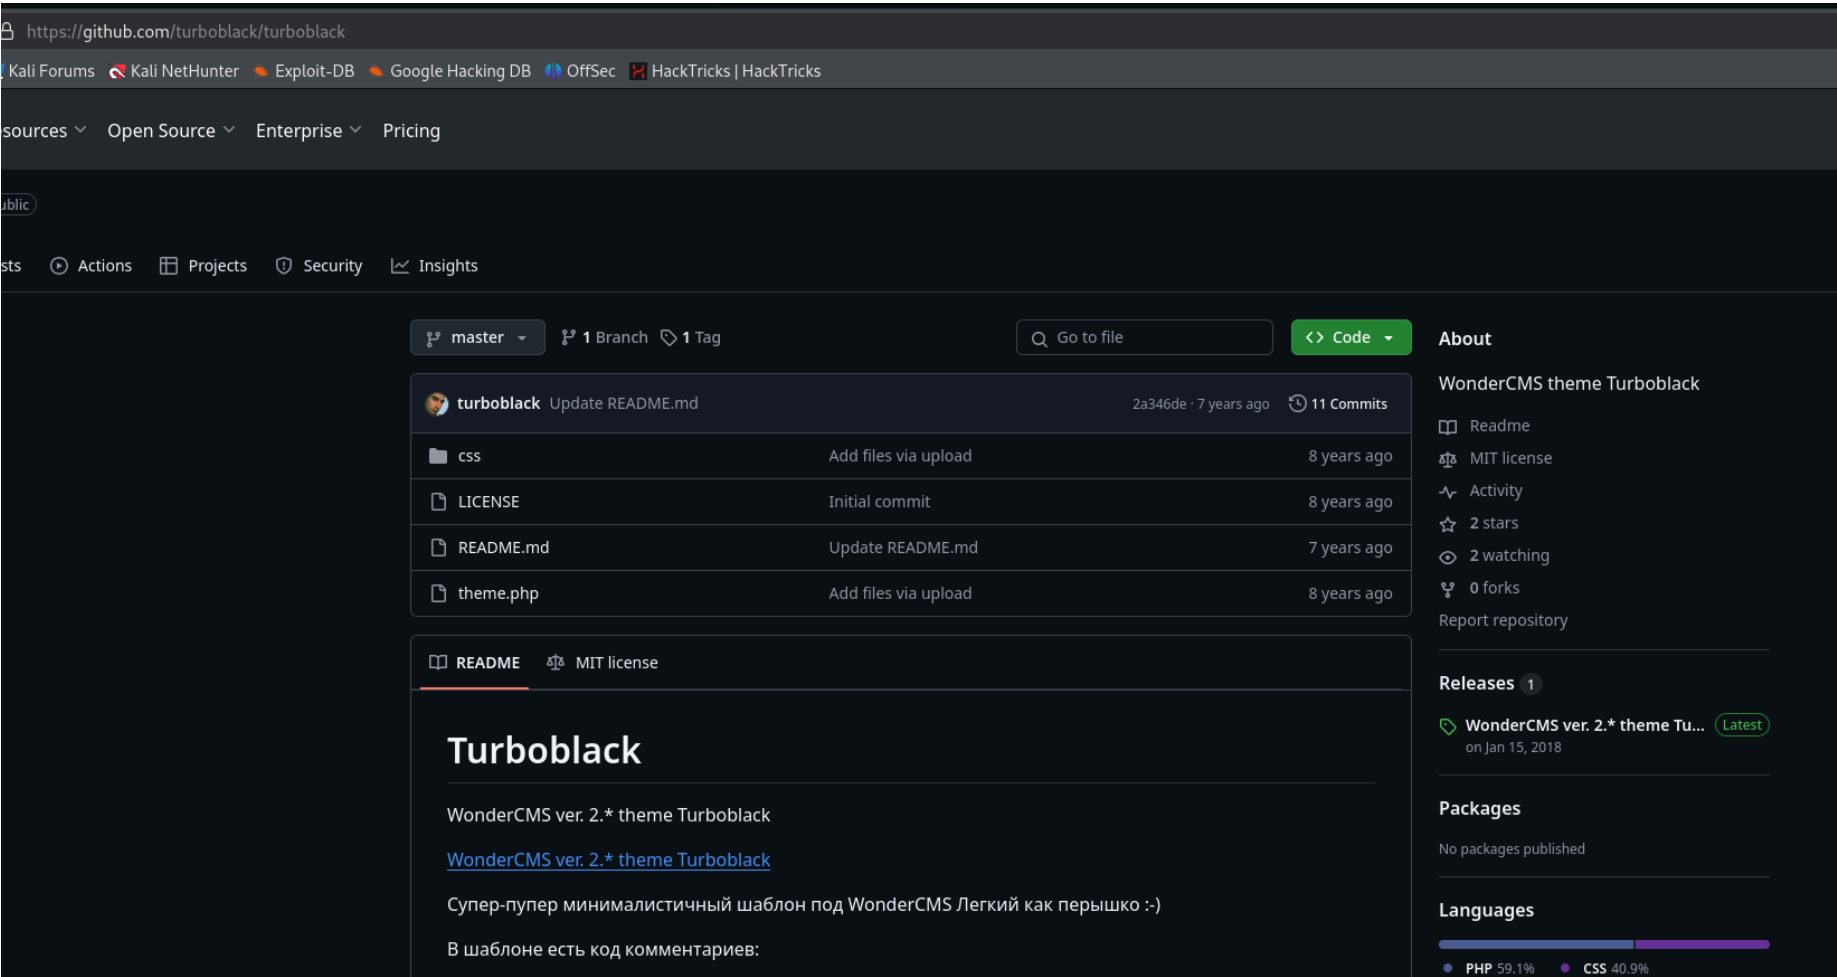 https://github.com/turboblack/turboblack
Kali Forums Kali NetHunter Exploit-DB Google Hacking DB OffSec HackTricks | HackTricks
sources Open Source Enterprise Pricing
ublic
sts Actions Projects Security Insights
master 1 Branch 1 Tag Go to file Code
turboblack Update README.md 2a346de · 7 years ago 11 Commits
css Add files via upload 8 years ago
LICENSE Initial commit 8 years ago
README.md Update README.md 7 years ago
theme.php Add files via upload 8 years ago
README MIT license
Turboblack
WonderCMS ver. 2.* theme Turboblack
WonderCMS ver. 2.* theme Turboblack
Супер-пупер минималистичный шаблон под WonderCMS Легкий как перышко :-)
В шаблоне есть код комментариев:
About
WonderCMS theme Turboblack
Readme
MIT license
Activity
2 stars
2 watching
0 forks
Report repository
Releases 1
WonderCMS ver. 2.* theme Tu... Latest
on Jan 15, 2018
Packages
No packages published
Languages
PHP 59.1% CSS 40.9%